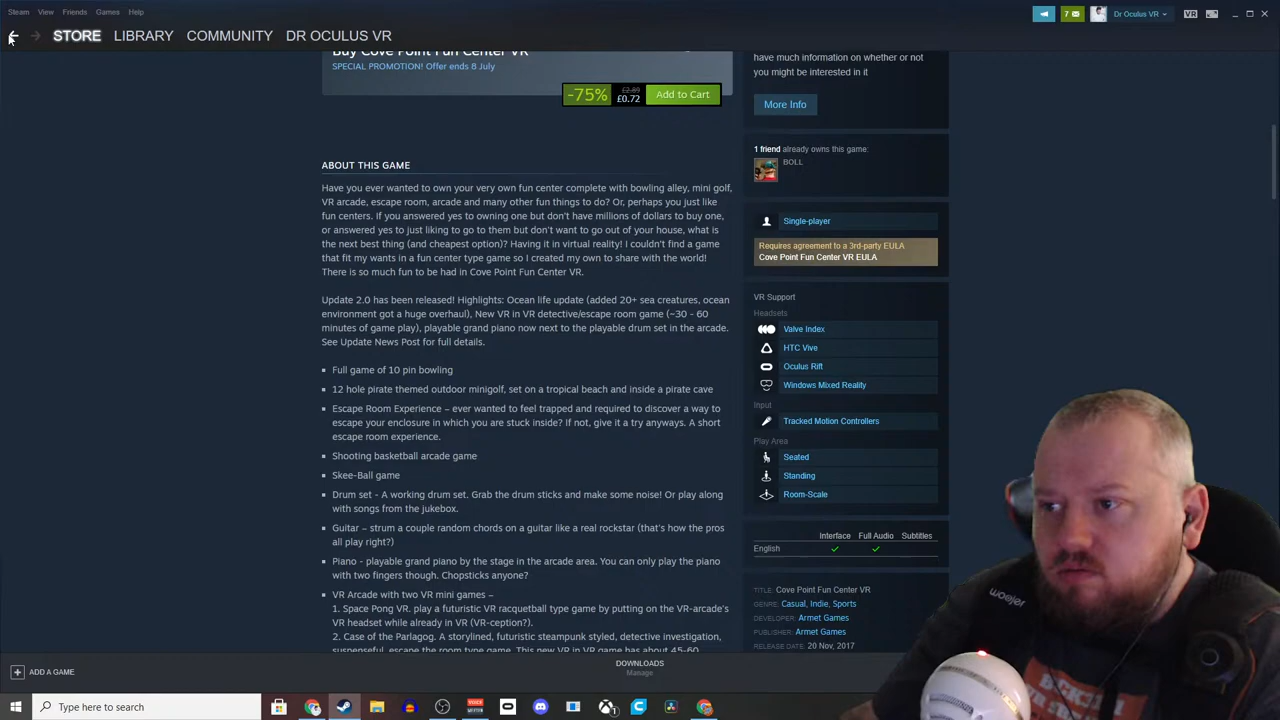 Steam View Friends Games Help
7
Dr Oculus VR
VR
STORE LIBRARY COMMUNITY DR OCULUS VR
Buy Cove Point Fun Center VR
SPECIAL PROMOTION! Offer ends 8 July
-75% £2.89 £0.72 Add to Cart
ABOUT THIS GAME
Have you ever wanted to own your very own fun center complete with bowling alley, mini golf,
VR arcade, escape room, arcade and many other fun things to do? Or, perhaps you just like
fun centers. If you answered yes to owning one but don't have millions of dollars to buy one,
or answered yes to just liking to go to them but don't want to go out of your house, what is
the next best thing (and cheapest option)? Having it in virtual reality! I couldn't find a game
that fit my wants in a fun center type game so I created my own to share with the world!
There is so much fun to be had in Cove Point Fun Center VR.
Update 2.0 has been released! Highlights: Ocean life update (added 20+ sea creatures, ocean
environment got a huge overhaul), New VR in VR detective/escape room game (~30 - 60
minutes of game play), playable grand piano now next to the playable drum set in the arcade.
See Update News Post for full details.
Full game of 10 pin bowling
12 hole pirate themed outdoor minigolf, set on a tropical beach and inside a pirate cave
Escape Room Experience – ever wanted to feel trapped and required to discover a way to
escape your enclosure in which you are stuck inside? If not, give it a try anyways. A short
escape room experience.
Shooting basketball arcade game
Skee-Ball game
Drum set - A working drum set. Grab the drum sticks and make some noise! Or play along
with songs from the jukebox.
Guitar – strum a couple random chords on a guitar like a real rockstar (that's how the pros
all play right?)
Piano - playable grand piano by the stage in the arcade area. You can only play the piano
with two fingers though. Chopsticks anyone?
VR Arcade with two VR mini games –
1. Space Pong VR. play a futuristic VR racquetball type game by putting on the VR-arcade's
VR headset while already in VR (VR-ception?).
2. Case of the Parlagog. A storylined, futuristic steampunk styled, detective investigation,
suspenseful, escape the room type game. This new VR in VR game has about 45-60
have much information on whether or not
you might be interested in it
More Info
1 friend already owns this game:
BOLL
Single-player
Requires agreement to a 3rd-party EULA
Cove Point Fun Center VR EULA
VR Support
Headsets
Valve Index
HTC Vive
Oculus Rift
Windows Mixed Reality
Input
Tracked Motion Controllers
Play Area
Seated
Standing
Room-Scale
Interface Full Audio Subtitles
English ✓ ✓
TITLE: Cove Point Fun Center VR
GENRE: Casual, Indie, Sports
DEVELOPER: Armet Games
PUBLISHER: Armet Games
RELEASE DATE: 20 Nov, 2017
woojer
ADD A GAME
DOWNLOADS
Manage
Type here to search